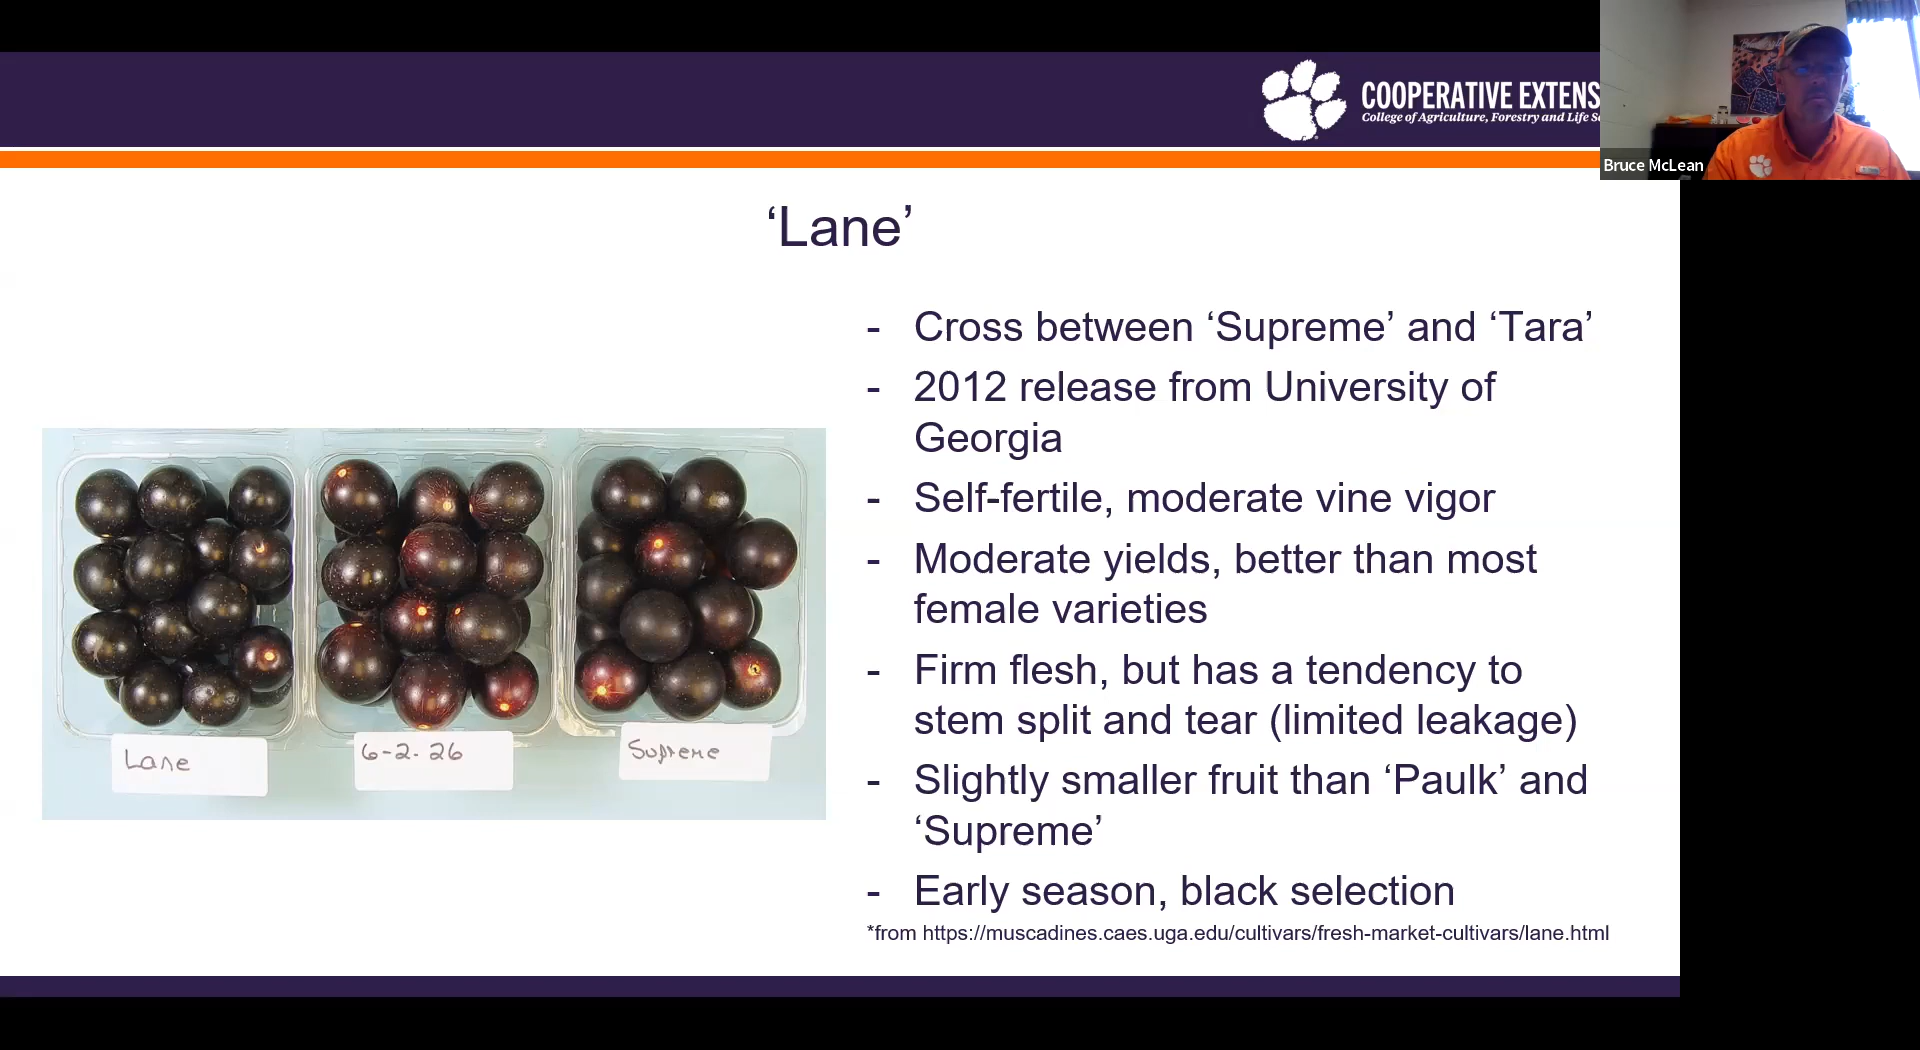 COOPERATIVE EXTENS
College of Agriculture, Forestry and Life S
Bruce McLean
‘Lane’
- Cross between ‘Supreme’ and ‘Tara’
- 2012 release from University of
Georgia
- Self-fertile, moderate vine vigor
- Moderate yields, better than most
female varieties
- Firm flesh, but has a tendency to
stem split and tear (limited leakage)
- Slightly smaller fruit than ‘Paulk’ and
‘Supreme’
- Early season, black selection
*from https://muscadines.caes.uga.edu/cultivars/fresh-market-cultivars/lane.html
Lane
6-2-26
Supreme